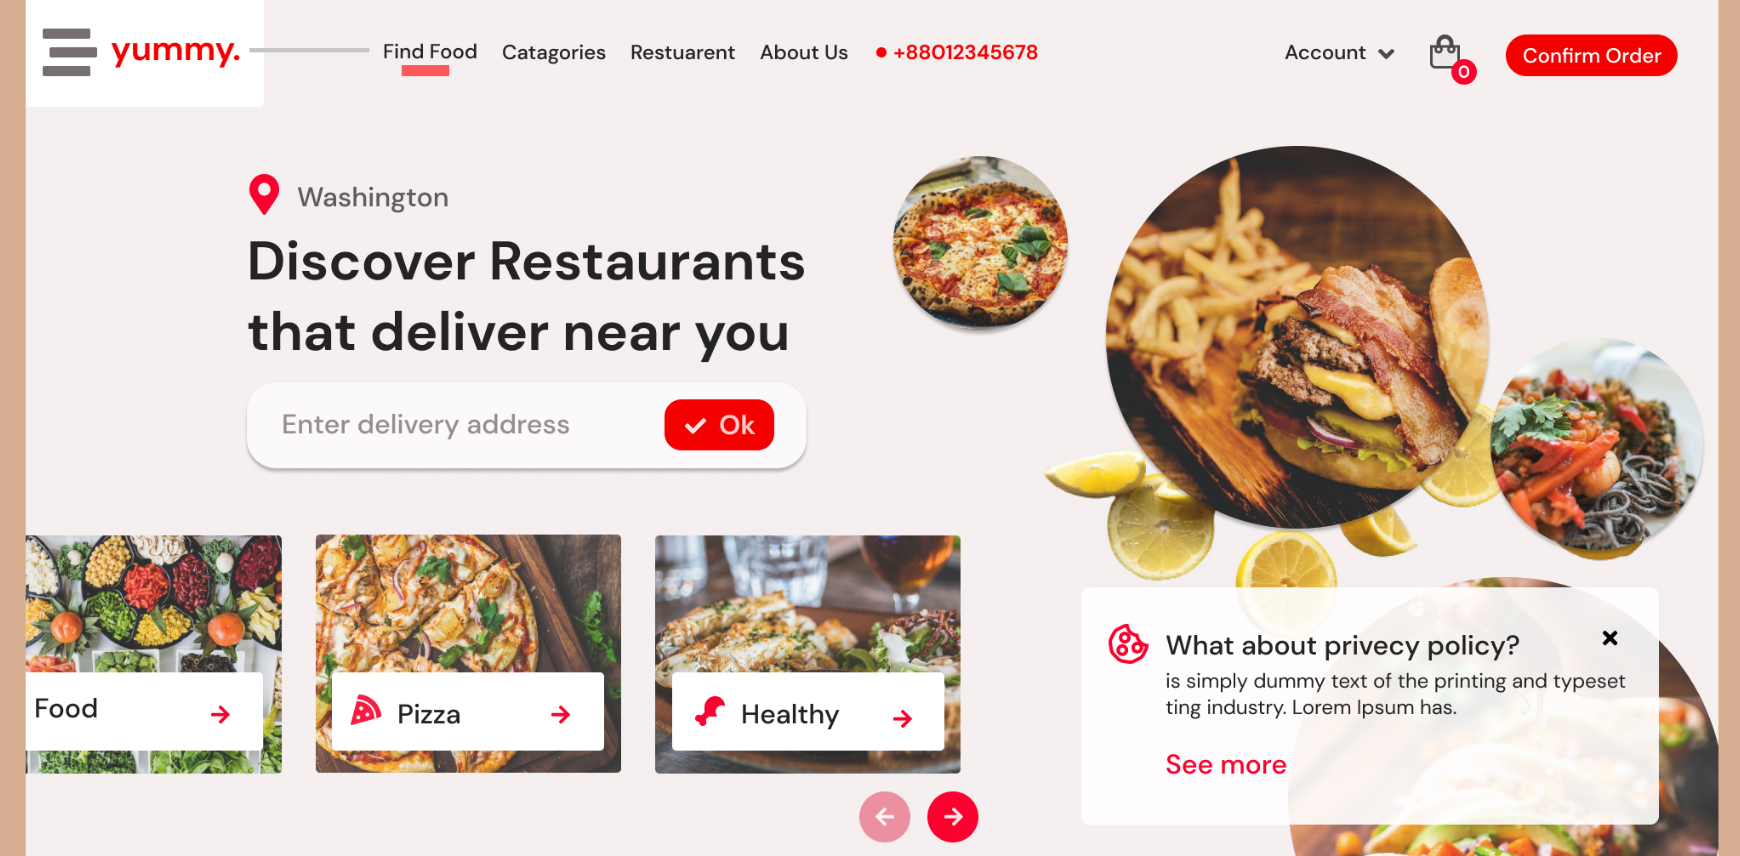 yummy.
Find Food
Catagories
Restuarent
About Us
+88012345678
Account
0
Confirm Order
Washington
Discover Restaurants
that deliver near you
Enter delivery address
Ok
Food
Pizza
Healthy
What about privecy policy?
is simply dummy text of the printing and typeset
ting industry. Lorem Ipsum has.
See more